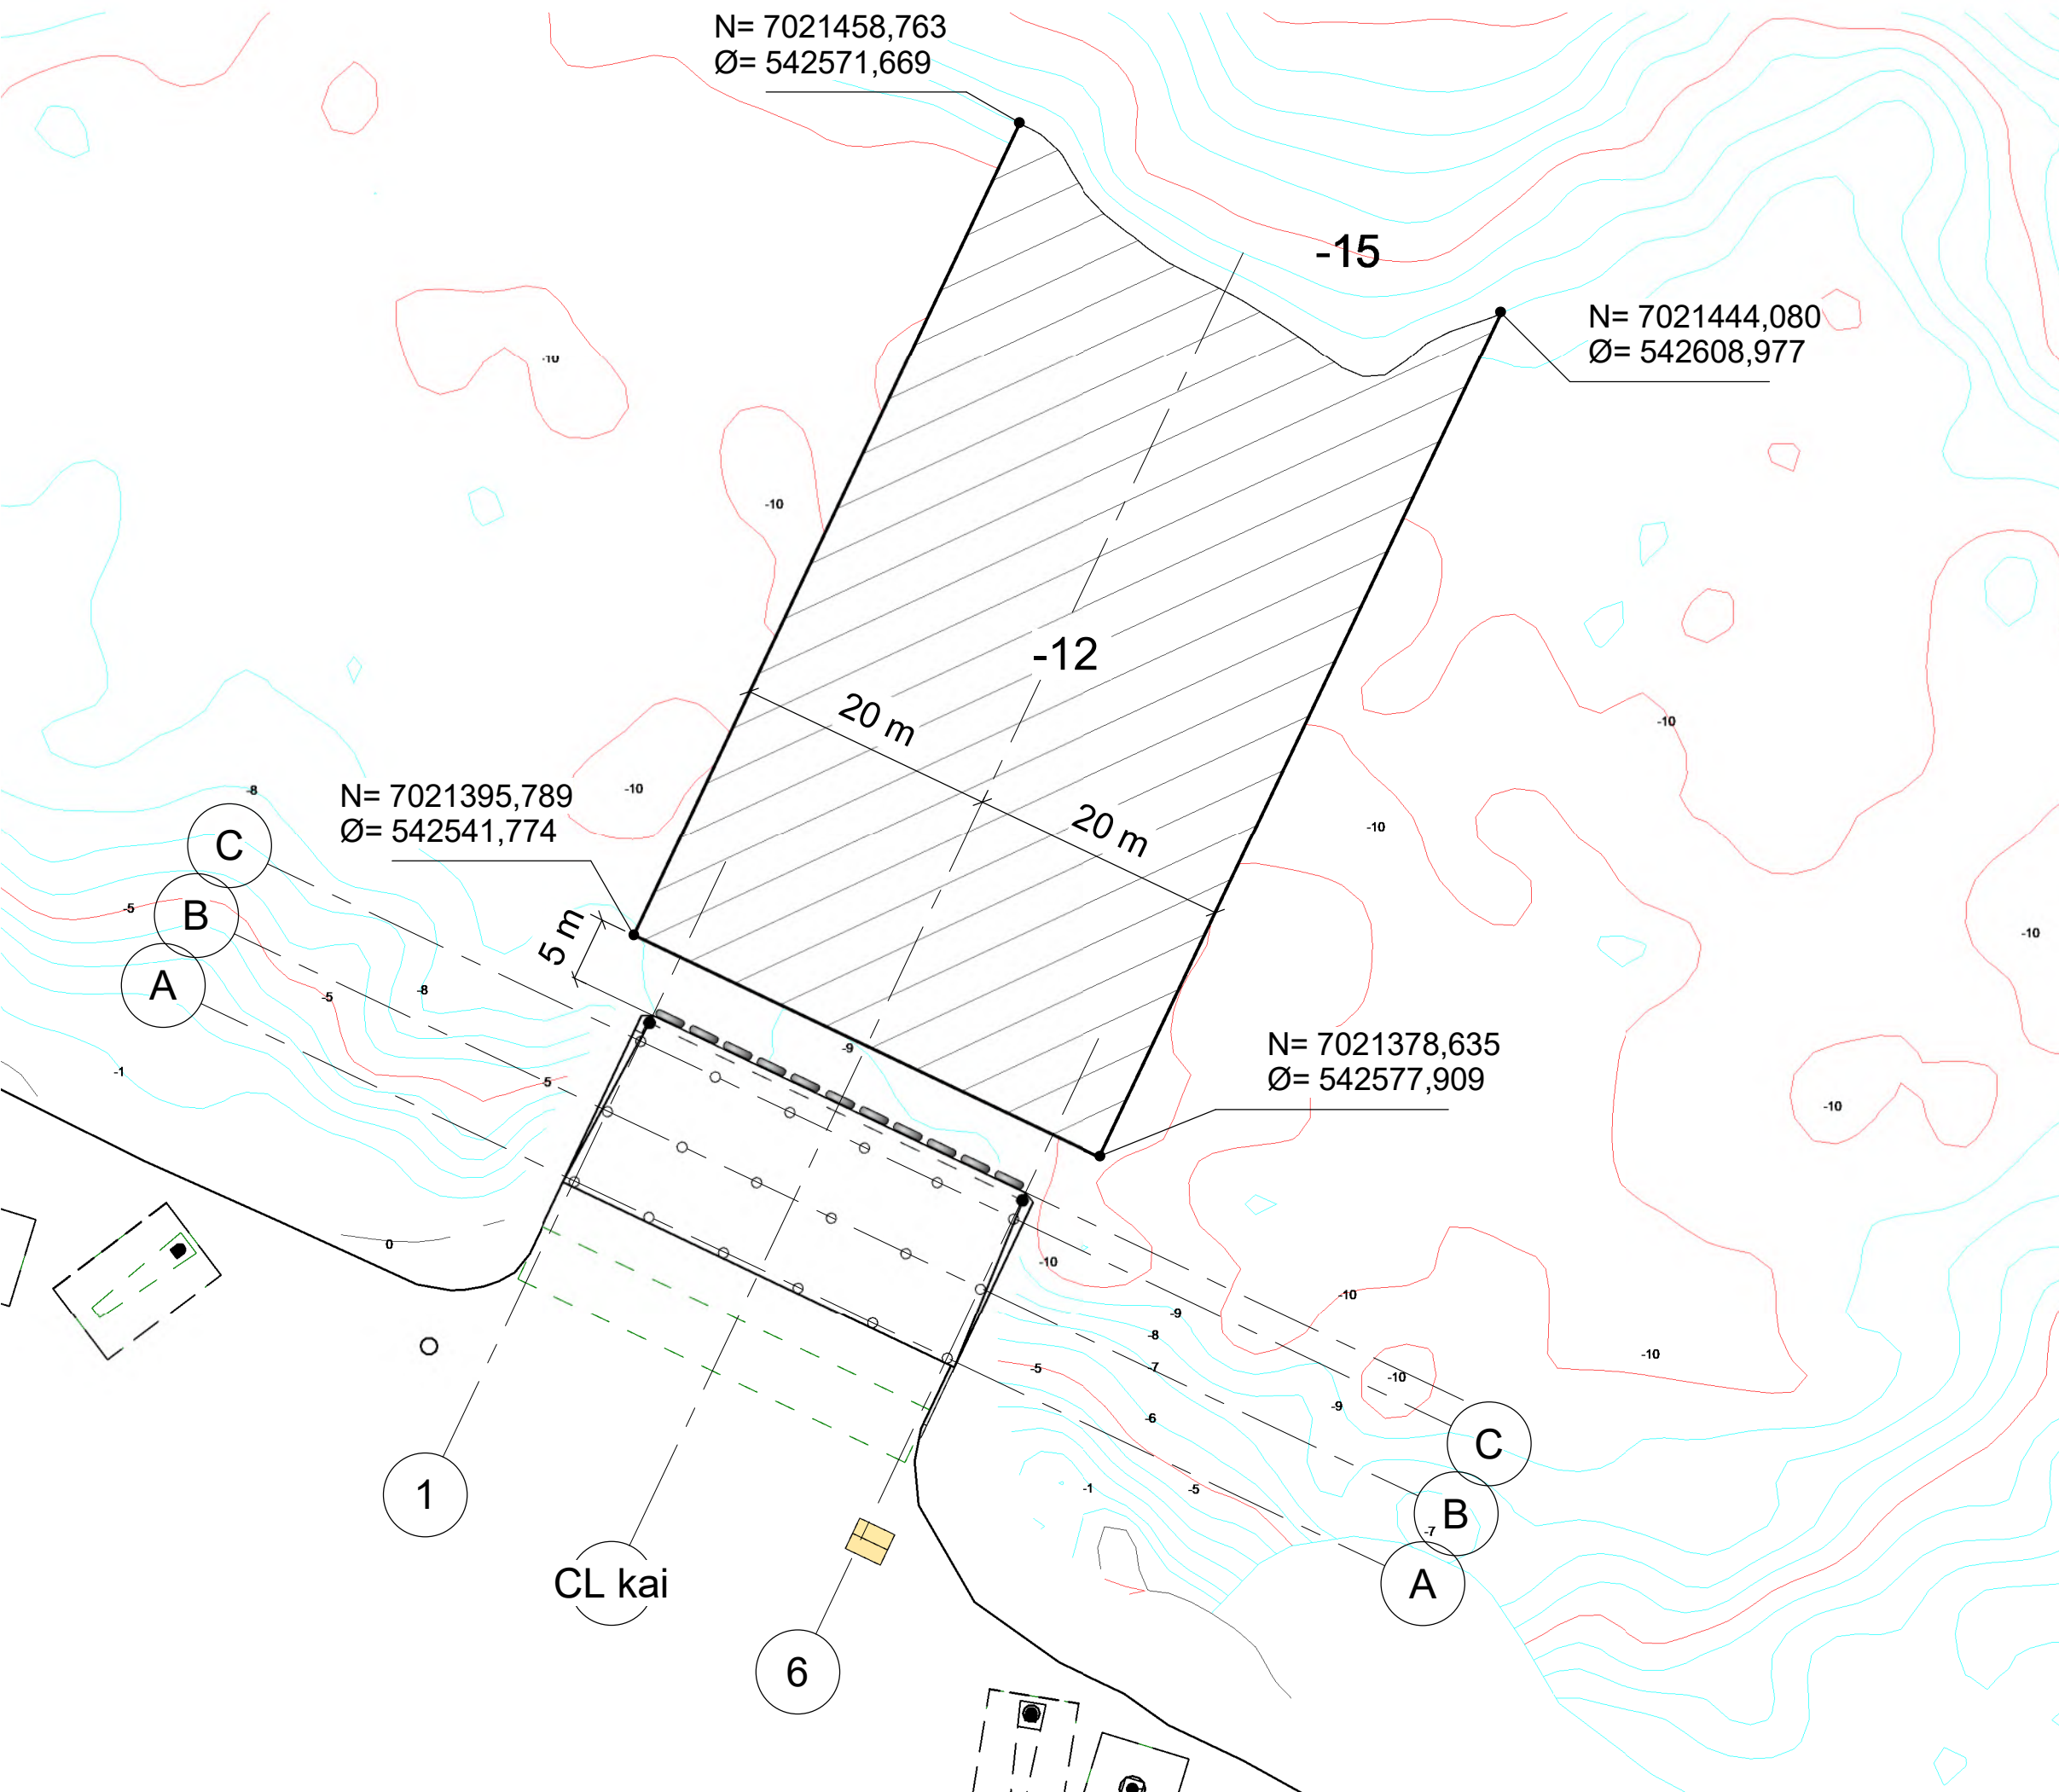 N= 7021458,763
Ø= 542571,669
-15
N= 7021444,080
Ø= 542608,977
-10
-10
-12
20 m
-10
-8
N= 7021395,789
Ø= 542541,774
-10
20 m
-10
C
B
-5
A
5 m
-10
-8
-5
-9
N= 7021378,635
Ø= 542577,909
-1
5
-10
0
-10
-10
-9
-8
-7
-5
-10
-10
-9
-6
C
1
-1
-5
B
-7
CL kai
A
6